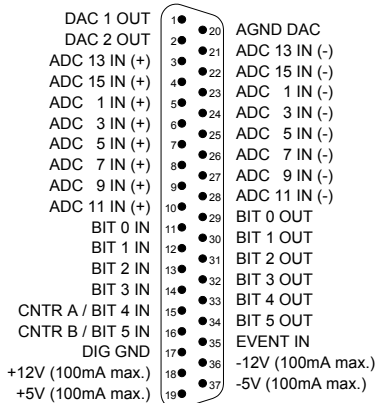 DAC 1 OUT
DAC 2 OUT
ADC 13 IN (+)
ADC 15 IN (+)
ADC 1 IN (+)
ADC 3 IN (+)
ADC 5 IN (+)
ADC 7 IN (+)
ADC 9 IN (+)
ADC 11 IN (+)
BIT 0 IN
BIT 1 IN
BIT 2 IN
BIT 3 IN
CNTR A / BIT 4 IN
CNTR B / BIT 5 IN
DIG GND
+12V (100mA max.)
+5V (100mA max.)
1
2
3
4
5
6
7
8
9
10
11
12
13
14
15
16
17
18
19
20
21
22
23
24
25
26
27
28
29
30
31
32
33
34
35
36
37
AGND DAC
ADC 13 IN (-)
ADC 15 IN (-)
ADC 1 IN (-)
ADC 3 IN (-)
ADC 5 IN (-)
ADC 7 IN (-)
ADC 9 IN (-)
ADC 11 IN (-)
BIT 0 OUT
BIT 1 OUT
BIT 2 OUT
BIT 3 OUT
BIT 4 OUT
BIT 5 OUT
EVENT IN
-12V (100mA max.)
-5V (100mA max.)